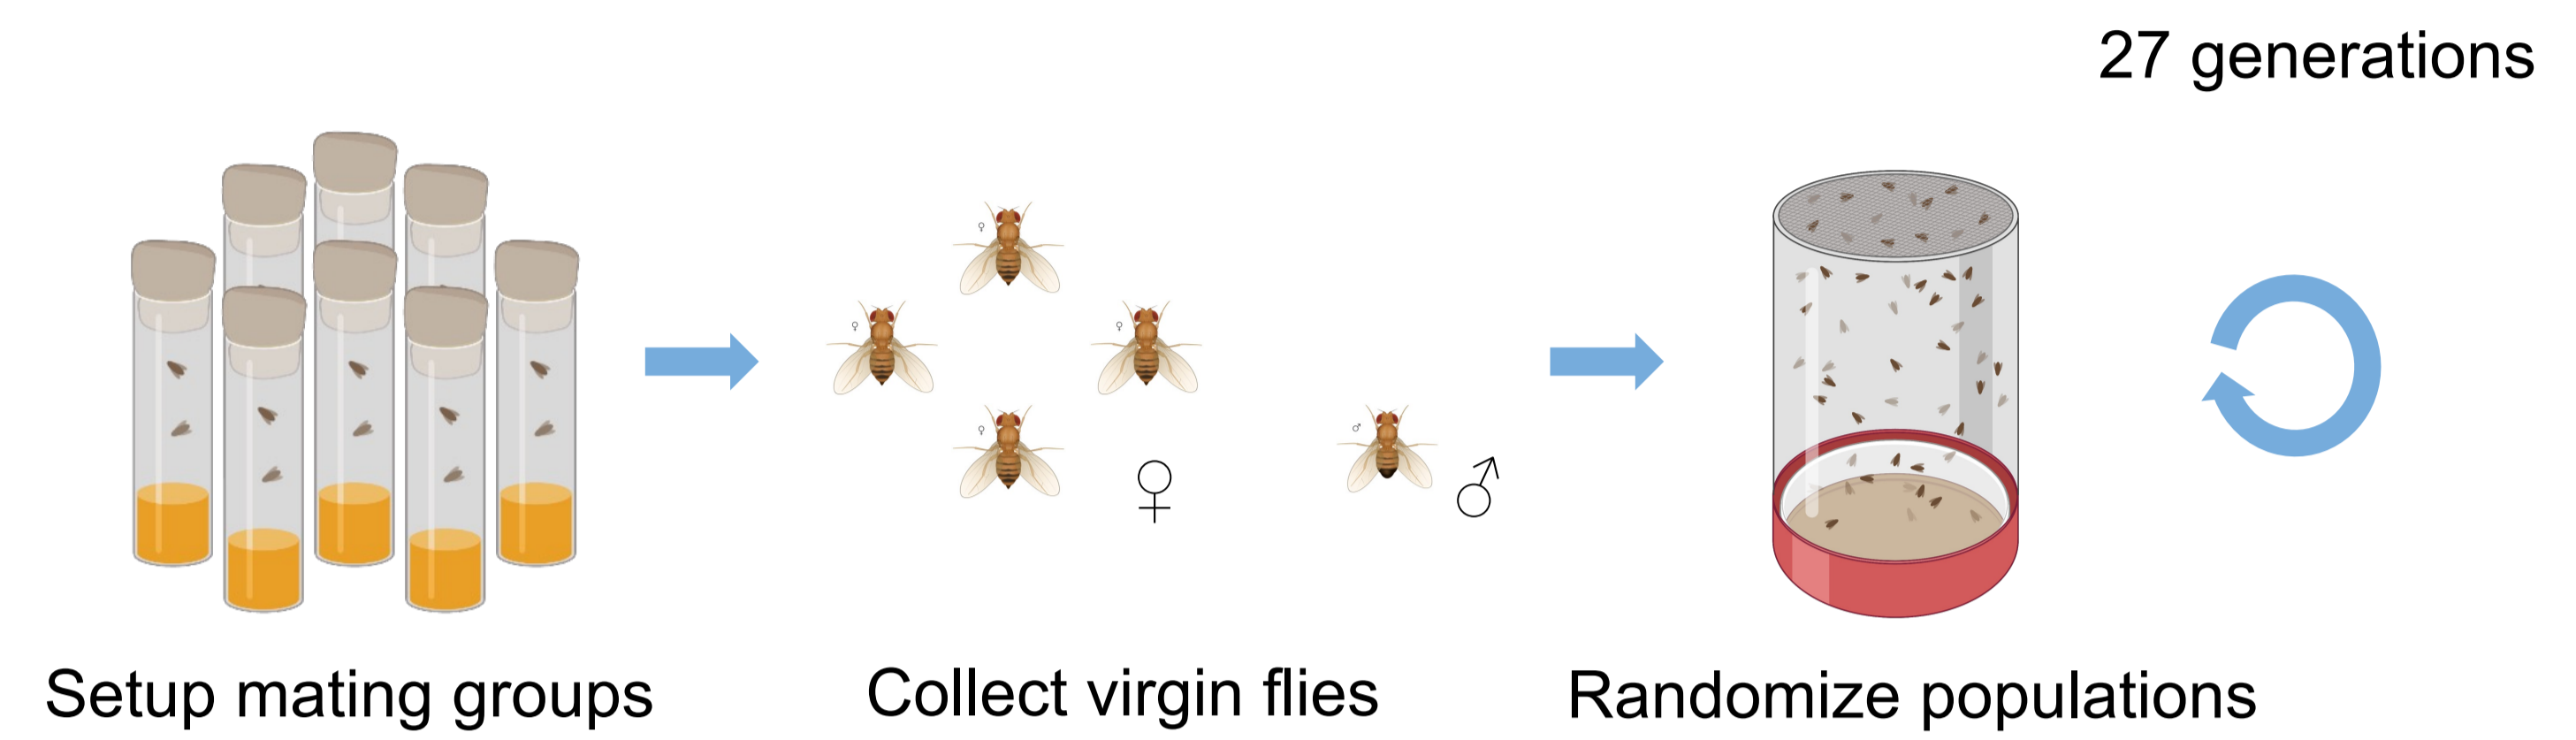 27 generations
♀
♀
♀
♀
♀
♂
♂
Setup mating groups
Collect virgin flies
Randomize populations